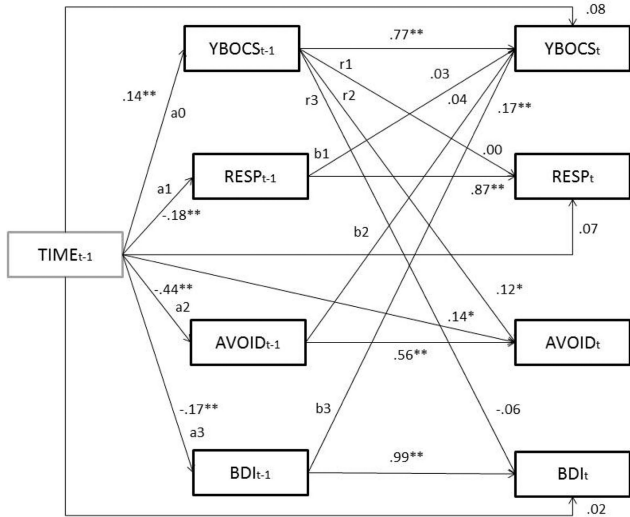 .08
YBOCSt-1
.77**
YBOCSt
r1
.03
r2
.04
r3
.17**
.14**
a0
b1
.00
RESPt-1
.87**
RESPt
a1
-.18**
.07
TIMEt-1
b2
-.44**
a2
.12*
.14*
AVOIDt-1
.56**
AVOIDt
-.17**
b3
-.06
a3
.99**
BDIt-1
BDIt
.02